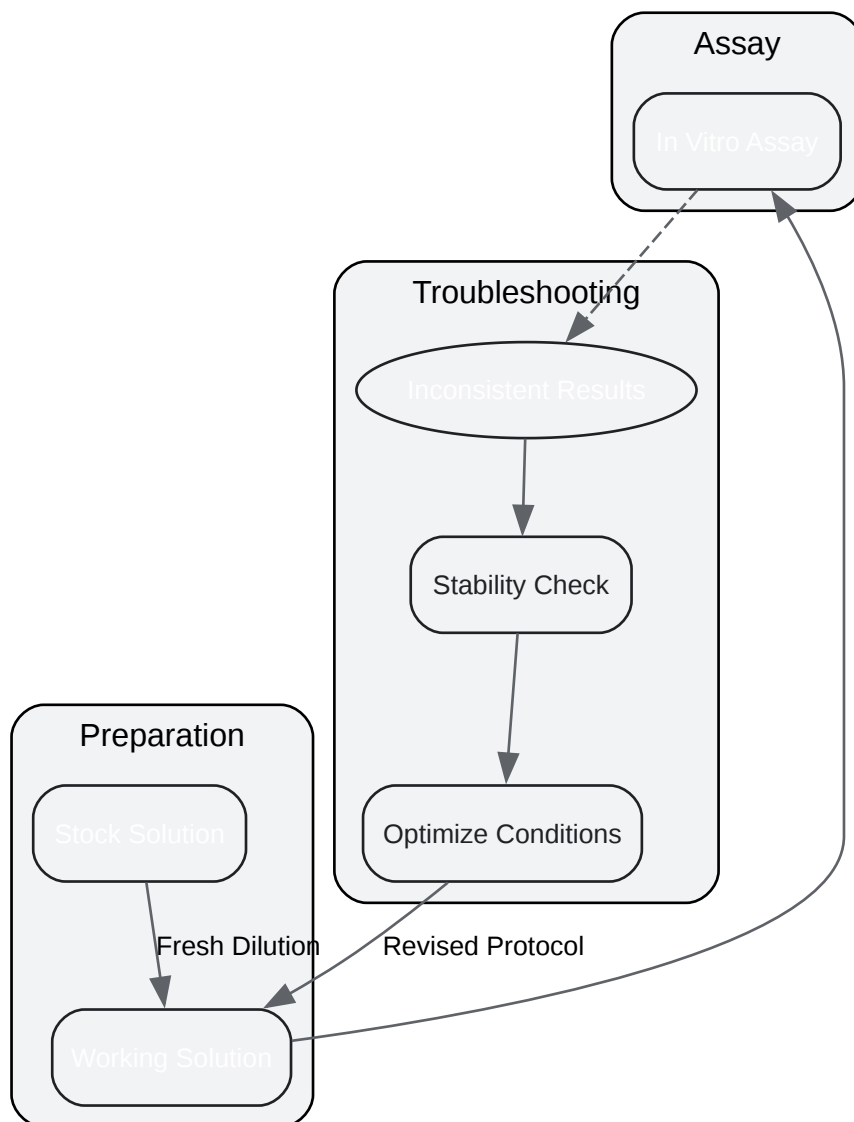 Assay
In Vitro Assay
Troubleshooting
Inconsistent Results
Stability Check
Preparation
Stock Solution
Optimize Conditions
Fresh Dilution
Revised Protocol
Working Solution